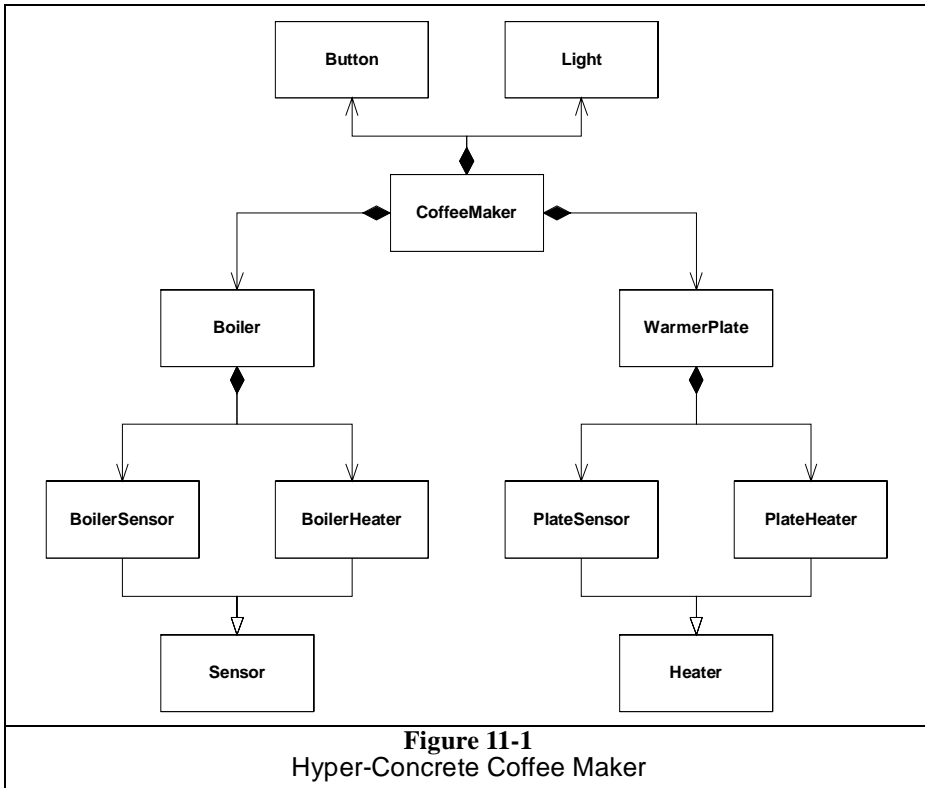 Button
Light
CoffeeMaker
Boiler
WarmerPlate
BoilerSensor
BoilerHeater
PlateSensor
PlateHeater
Sensor
Heater
Figure 11-1
Hyper-Concrete Coffee Maker